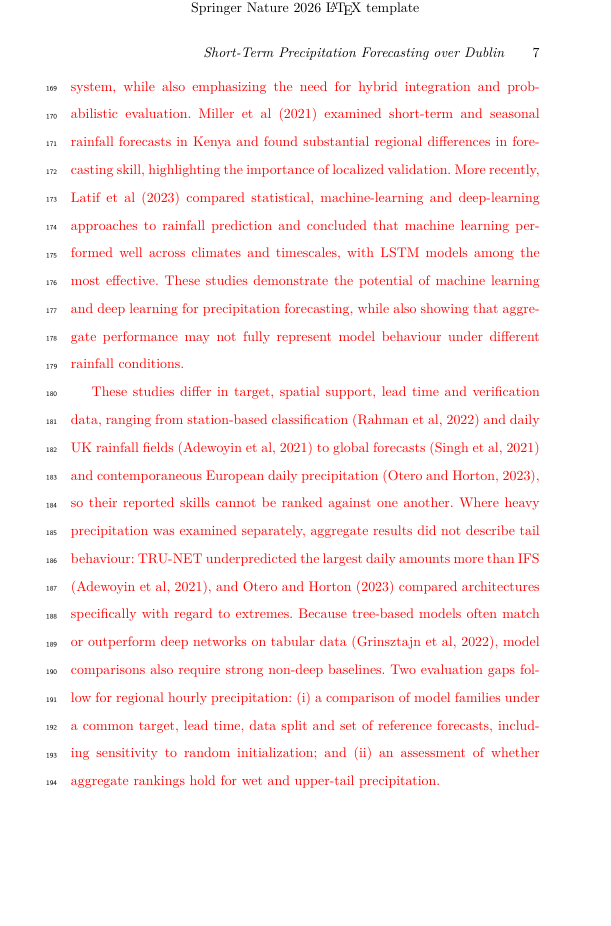 Springer Nature 2026 LATEX template
Short-Term Precipitation Forecasting over Dublin 7
169 system, while also emphasizing the need for hybrid integration and prob-
170 abilistic evaluation. Miller et al (2021) examined short-term and seasonal
171 rainfall forecasts in Kenya and found substantial regional differences in fore-
172 casting skill, highlighting the importance of localized validation. More recently,
173 Latif et al (2023) compared statistical, machine-learning and deep-learning
174 approaches to rainfall prediction and concluded that machine learning per-
175 formed well across climates and timescales, with LSTM models among the
176 most effective. These studies demonstrate the potential of machine learning
177 and deep learning for precipitation forecasting, while also showing that aggre-
178 gate performance may not fully represent model behaviour under different
179 rainfall conditions.
180 These studies differ in target, spatial support, lead time and verification
181 data, ranging from station-based classification (Rahman et al, 2022) and daily
182 UK rainfall fields (Adewoyin et al, 2021) to global forecasts (Singh et al, 2021)
183 and contemporaneous European daily precipitation (Otero and Horton, 2023),
184 so their reported skills cannot be ranked against one another. Where heavy
185 precipitation was examined separately, aggregate results did not describe tail
186 behaviour: TRU-NET underpredicted the largest daily amounts more than IFS
187 (Adewoyin et al, 2021), and Otero and Horton (2023) compared architectures
188 specifically with regard to extremes. Because tree-based models often match
189 or outperform deep networks on tabular data (Grinsztajn et al, 2022), model
190 comparisons also require strong non-deep baselines. Two evaluation gaps fol-
191 low for regional hourly precipitation: (i) a comparison of model families under
192 a common target, lead time, data split and set of reference forecasts, includ-
193 ing sensitivity to random initialization; and (ii) an assessment of whether
194 aggregate rankings hold for wet and upper-tail precipitation.